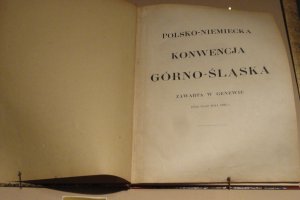 POLSKO-NIEMIECKA
KONWENCJA
GÓRNO-ŚLĄSKA
ZAWARTA W GENEWIE